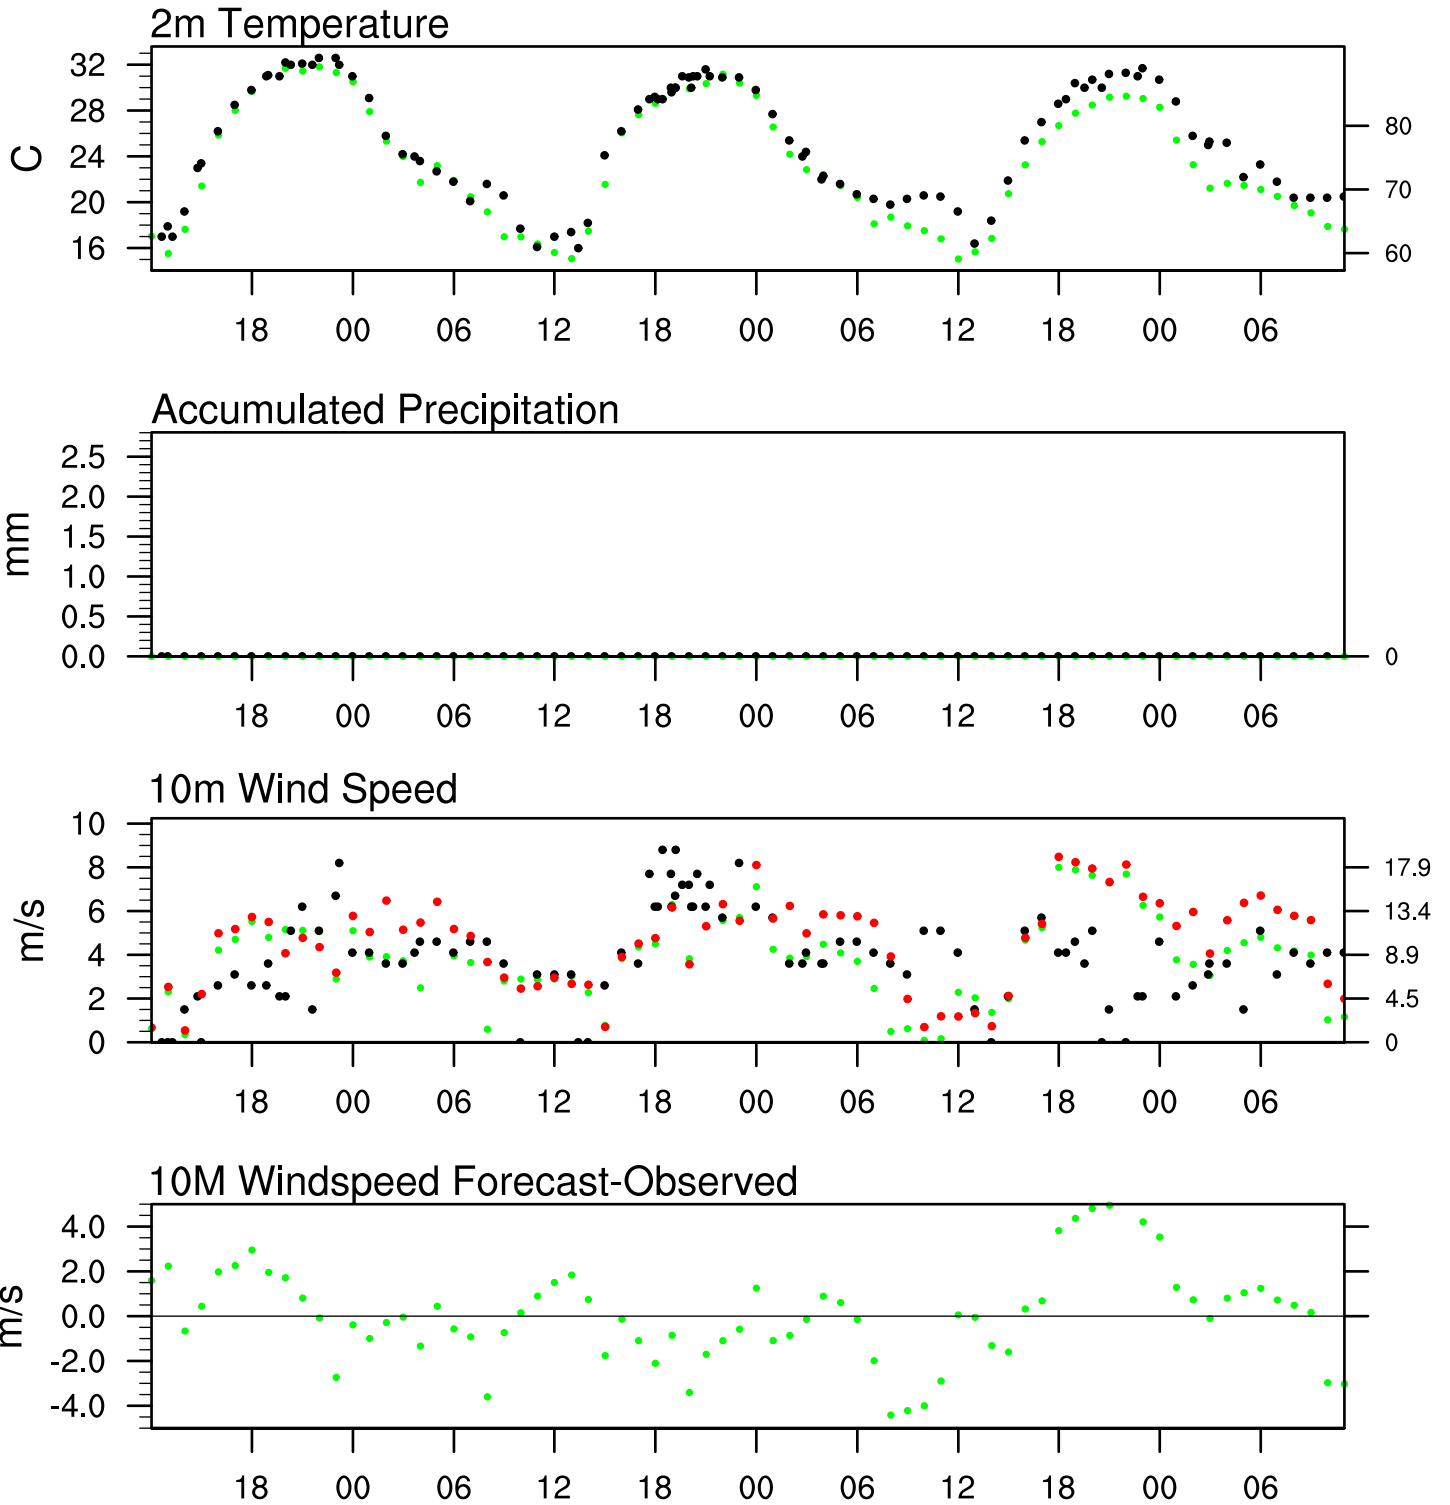 2m Temperature
32
28
24
20
16
C
80
70
60
18 00 06 12 18 00 06 12 18 00 06
Accumulated Precipitation
2.5
2.0
1.5
1.0
0.5
0.0
mm
0
18 00 06 12 18 00 06 12 18 00 06
10m Wind Speed
10
8
6
4
2
0
m/s
17.9
13.4
8.9
4.5
0
18 00 06 12 18 00 06 12 18 00 06
10M Windspeed Forecast-Observed
4.0
2.0
0.0
-2.0
-4.0
m/s
18 00 06 12 18 00 06 12 18 00 06